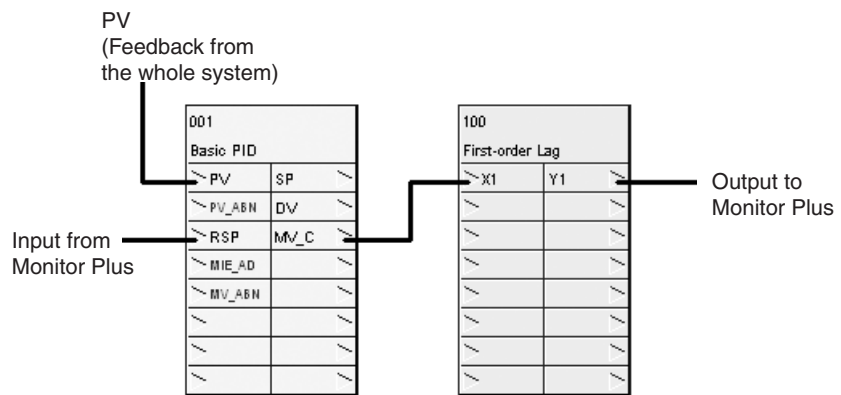 PV
(Feedback from
the whole system)
001
Basic PID
PV SP
PV_ABN DV
RSP MV_C
MIE_AD
MV_ABN
100
First-order Lag
X1 Y1
Input from
Monitor Plus
Output to
Monitor Plus